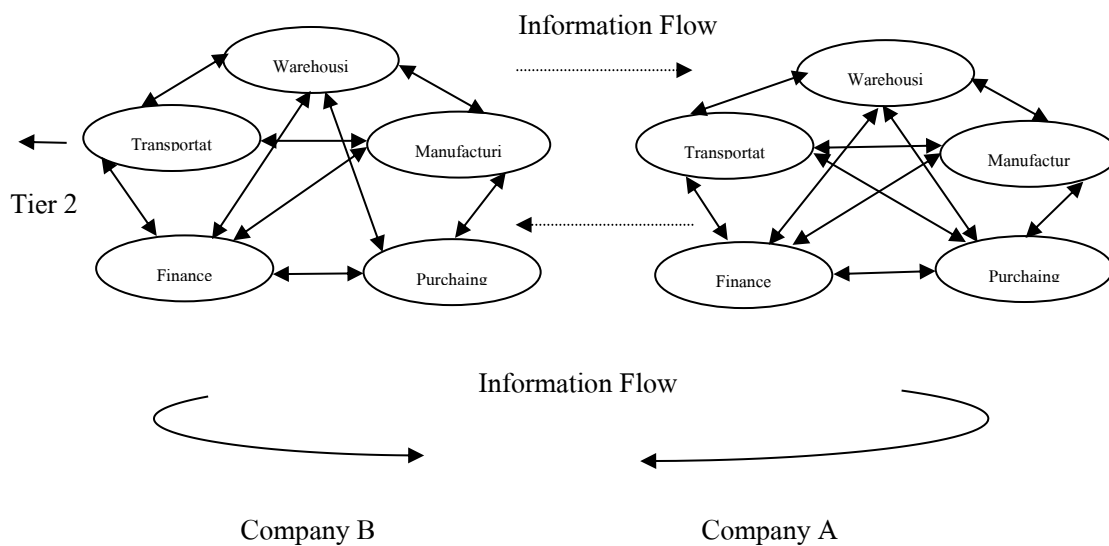 Information Flow
Warehousi
Warehousi
Transportat
Manufacturi
Transportat
Manufactur
Tier 2
Finance
Purchaing
Finance
Purchaing
Information Flow
Company B
Company A